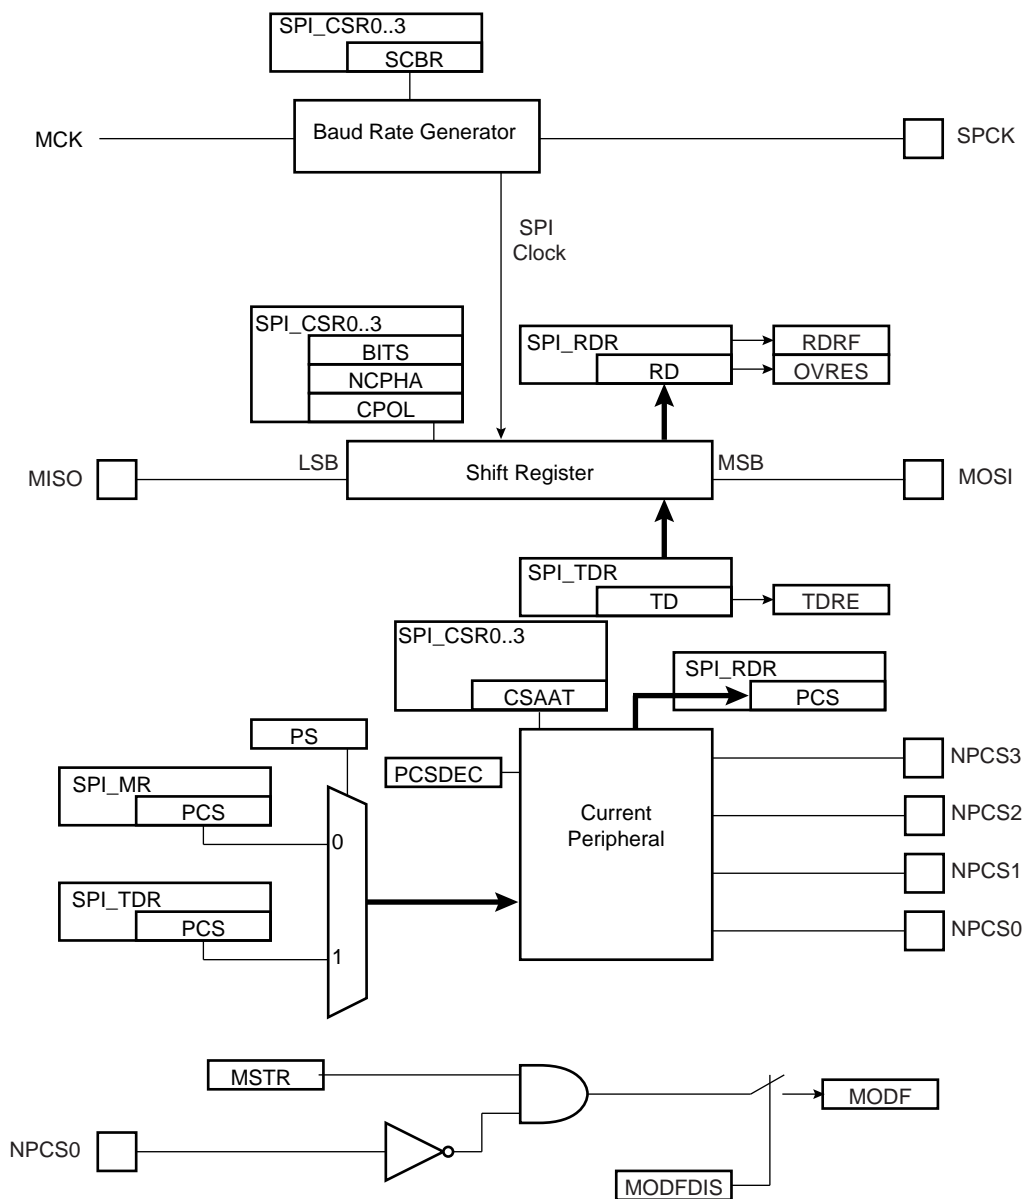 SPI_CSR0..3
SCBR
MCK
Baud Rate Generator
SPCK
SPI
Clock
SPI_CSR0..3
BITS
NCPHA
CPOL
SPI_RDR
RD
RDRF
OVRES
MISO
LSB
Shift Register
MSB
MOSI
SPI_TDR
TD
TDRE
SPI_CSR0..3
CSAAT
SPI_RDR
PCS
PS
PCSDEC
Current
Peripheral
NPCS3
NPCS2
NPCS1
NPCS0
SPI_MR
PCS
0
SPI_TDR
PCS
1
MSTR
MODF
NPCS0
MODFDIS